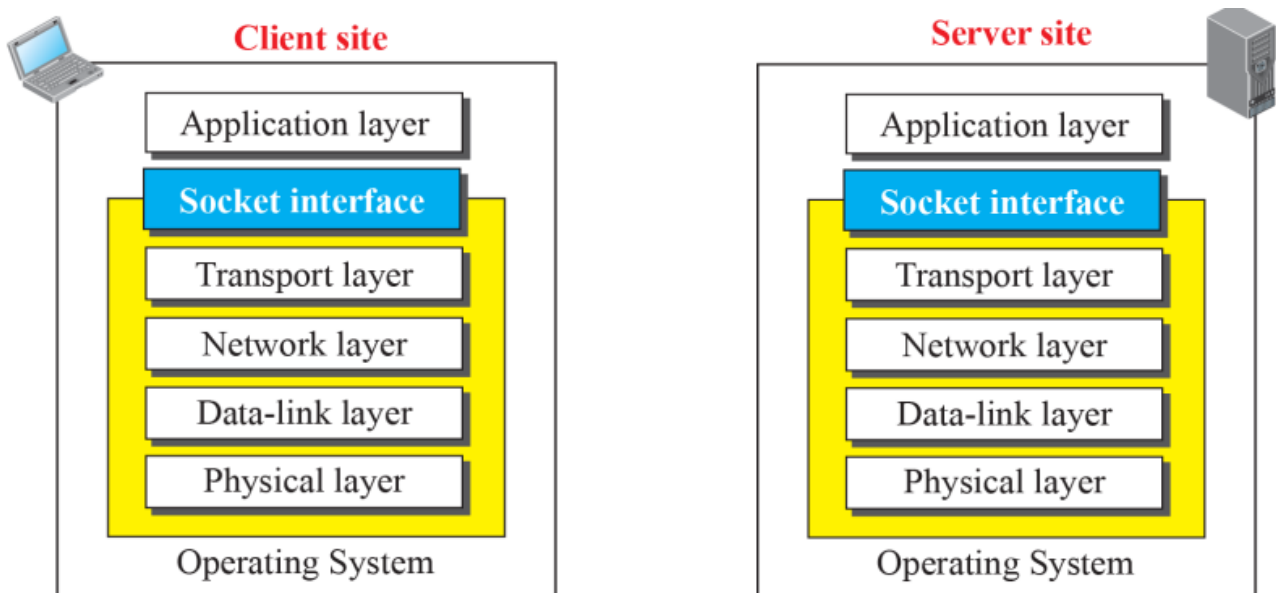 Client site
Application layer
Socket interface
Transport layer
Network layer
Data-link layer
Physical layer
Operating System
Server site
Application layer
Socket interface
Transport layer
Network layer
Data-link layer
Physical layer
Operating System